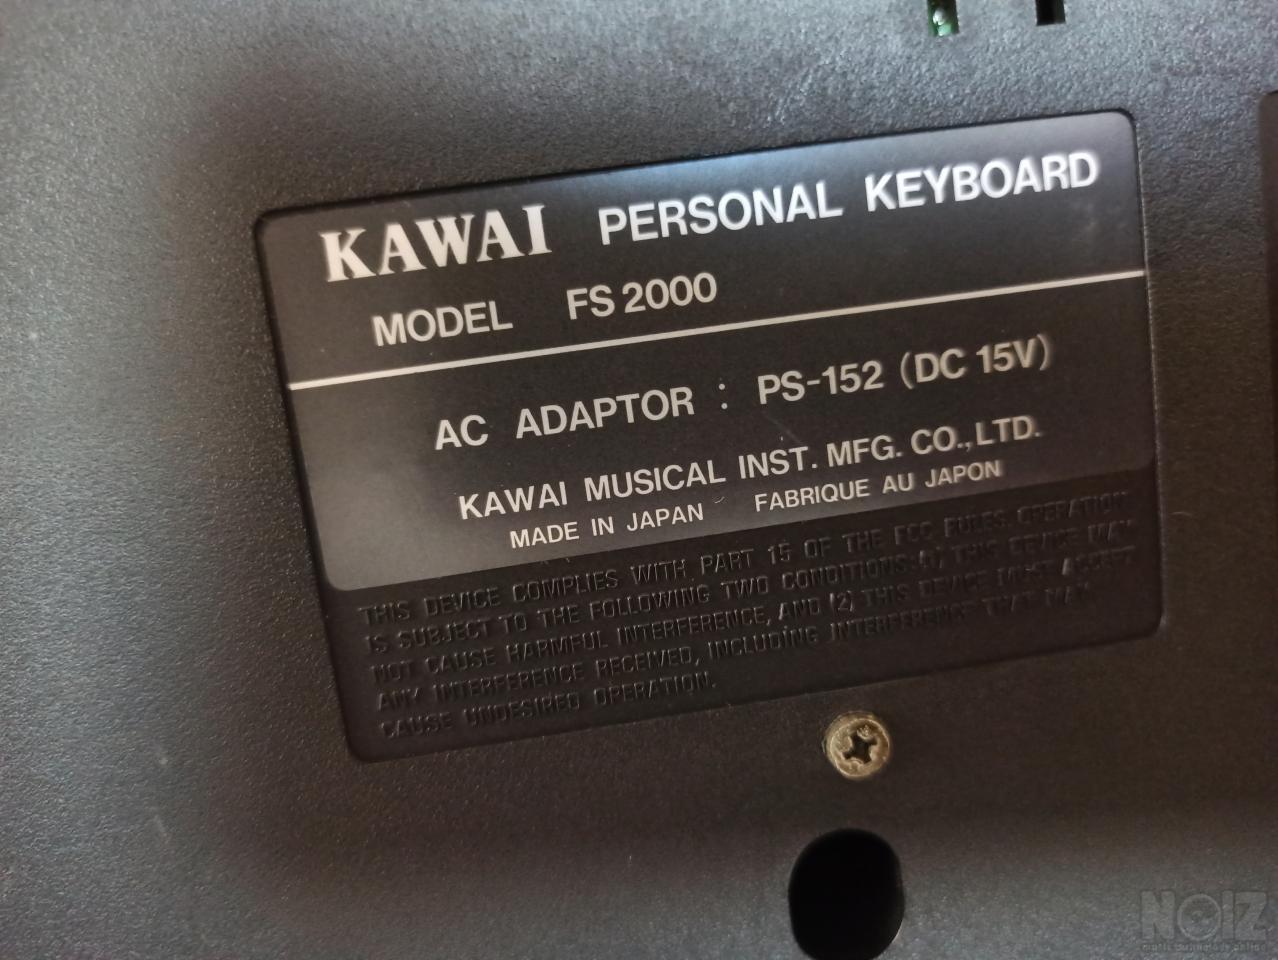 KAWAI PERSONAL KEYBOARD
MODEL FS 2000
AC ADAPTOR : PS-152 (DC 15V)
KAWAI MUSICAL INST. MFG. CO., LTD.
MADE IN JAPAN FABRIQUE AU JAPON
THIS DEVICE COMPLIES WITH PART 15 OF THE FCC RULES. OPERATION
IS SUBJECT TO THE FOLLOWING TWO CONDITIONS: (1) THIS DEVICE MAY
NOT CAUSE HARMFUL INTERFERENCE, AND (2) THIS DEVICE MUST ACCEPT
ANY INTERFERENCE RECEIVED, INCLUDING INTERFERENCE THAT MAY
CAUSE UNDESIRED OPERATION.
NOIZ